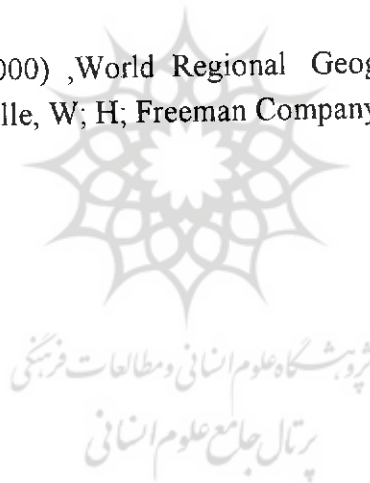 000) ,World Regional Geog
lle, W; H; Freeman Company
پژوهشگاه علوم انسانی و مطالعات فرهنگی
پرتال جامع علوم انسانی